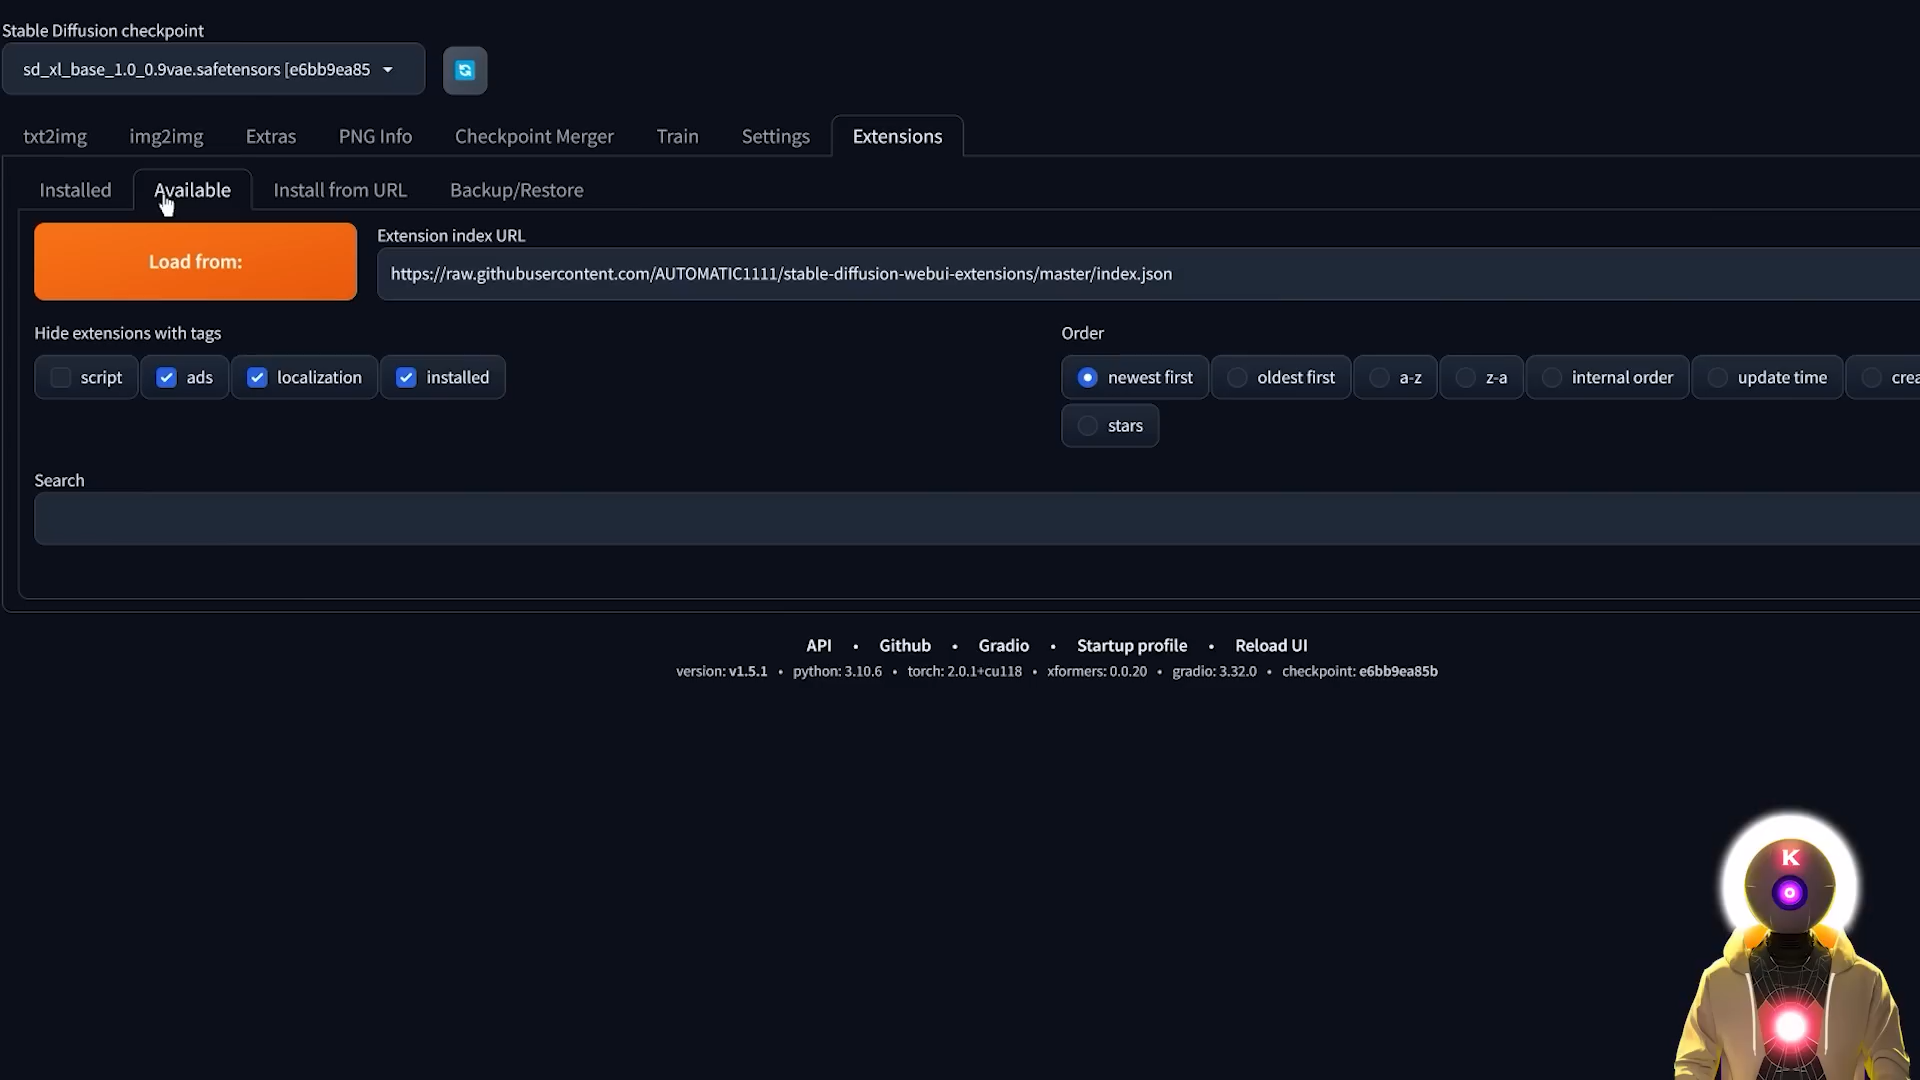 Stable Diffusion checkpoint
sd_xl_base_1.0_0.9vae.safetensors [e6bb9ea85
txt2img img2img Extras PNG Info Checkpoint Merger Train Settings Extensions
Installed Available Install from URL Backup/Restore
Load from:
Extension index URL
https://raw.githubusercontent.com/AUTOMATIC1111/stable-diffusion-webui-extensions/master/index.json
Hide extensions with tags
script ads localization installed
Order
newest first oldest first a-z z-a internal order update time crea
stars
Search
API • Github • Gradio • Startup profile • Reload UI
version: v1.5.1 • python: 3.10.6 • torch: 2.0.1+cu118 • xformers: 0.0.20 • gradio: 3.32.0 • checkpoint: e6bb9ea85b
K